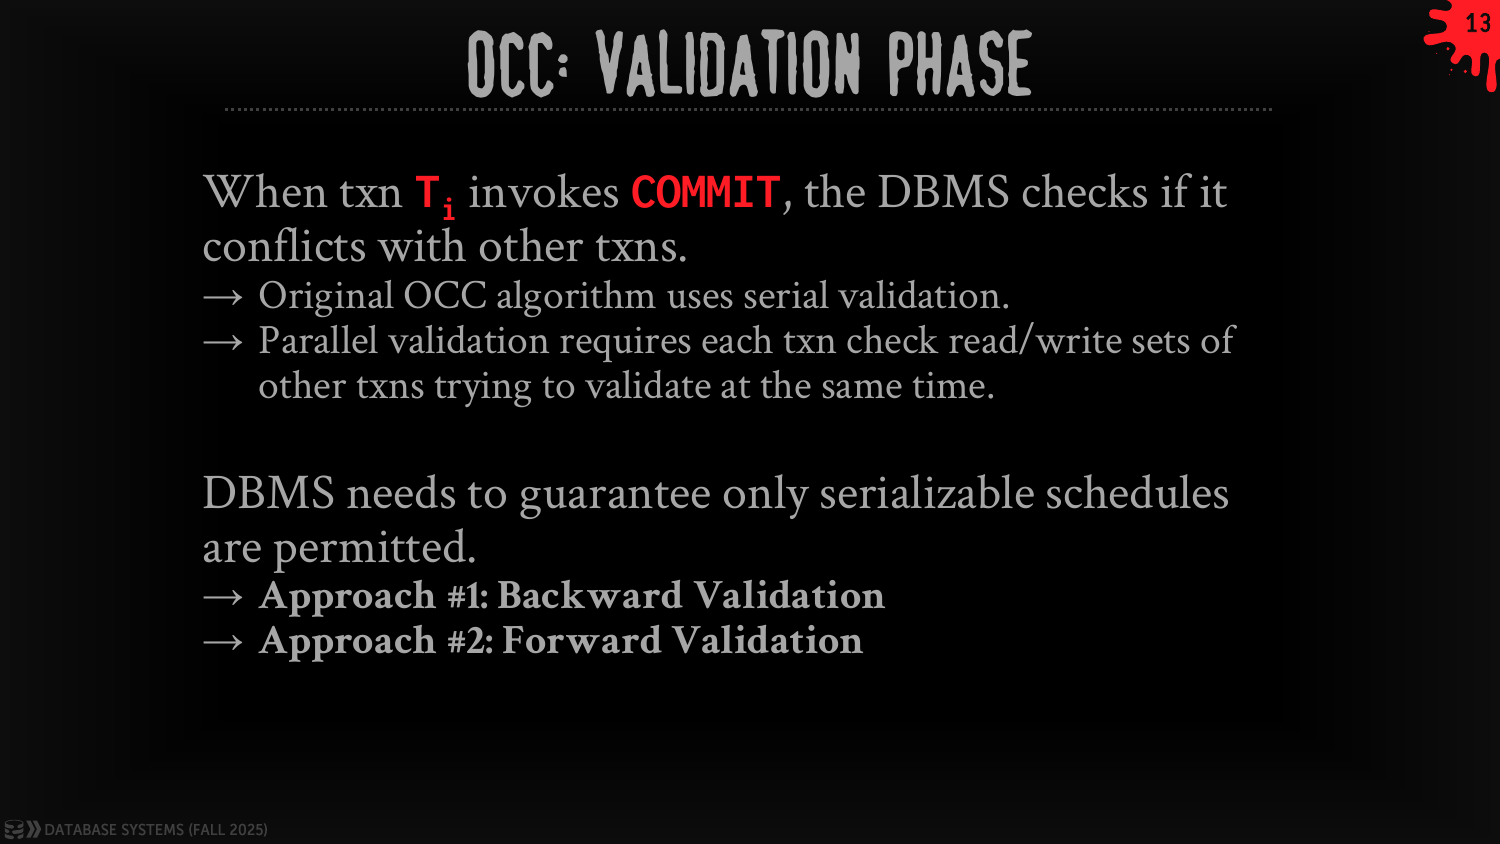 13
OCC: VALIDATION PHASE
When txn Ti invokes COMMIT, the DBMS checks if it
conflicts with other txns.
→ Original OCC algorithm uses serial validation.
→ Parallel validation requires each txn check read/write sets of
other txns trying to validate at the same time.
DBMS needs to guarantee only serializable schedules
are permitted.
→ Approach #1: Backward Validation
→ Approach #2: Forward Validation
DATABASE SYSTEMS (FALL 2025)